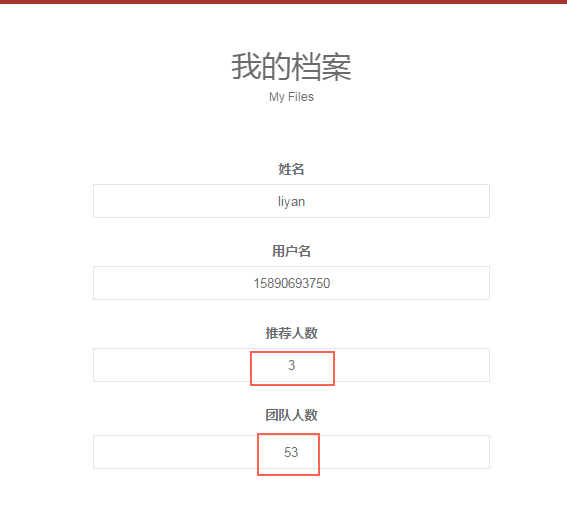 我的档案
My Files
姓名
liyan
用户名
15890693750
推荐人数
3
团队人数
53